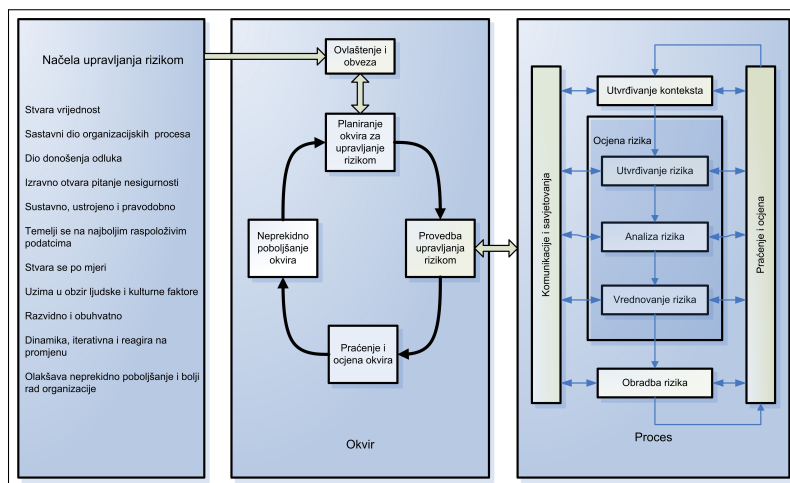 Načela upravljanja rizikom
Stvara vrijednost
Sastavni dio organizacijskih procesa
Dio donošenja odluka
Izravno otvara pitanje nesigurnosti
Sustavno, ustrojeno i pravodobno
Temelji se na najboljim raspoloživim
podatcima
Stvara se po mjeri
Uzima u obzir ljudske i kulturne faktore
Razvidno i obuhvatno
Dinamika, iterativna i reagira na
promjenu
Olakšava neprekidno poboljšanje i bolji
rad organizacije
Ovlaštenje i
obveza
Planiranje
okvira za
upravljanje
rizikom
Neprekidno
poboljšanje
okvira
Provedba
upravljanja
rizikom
Praćenje i
ocjena okvira
Okvir
Komunikacije i savjetovanja
Utvrđivanje konteksta
Ocjena rizika
Utvrđivanje rizika
Analiza rizika
Vrednovanje rizika
Obradba rizika
Praćenje i ocjena
Proces